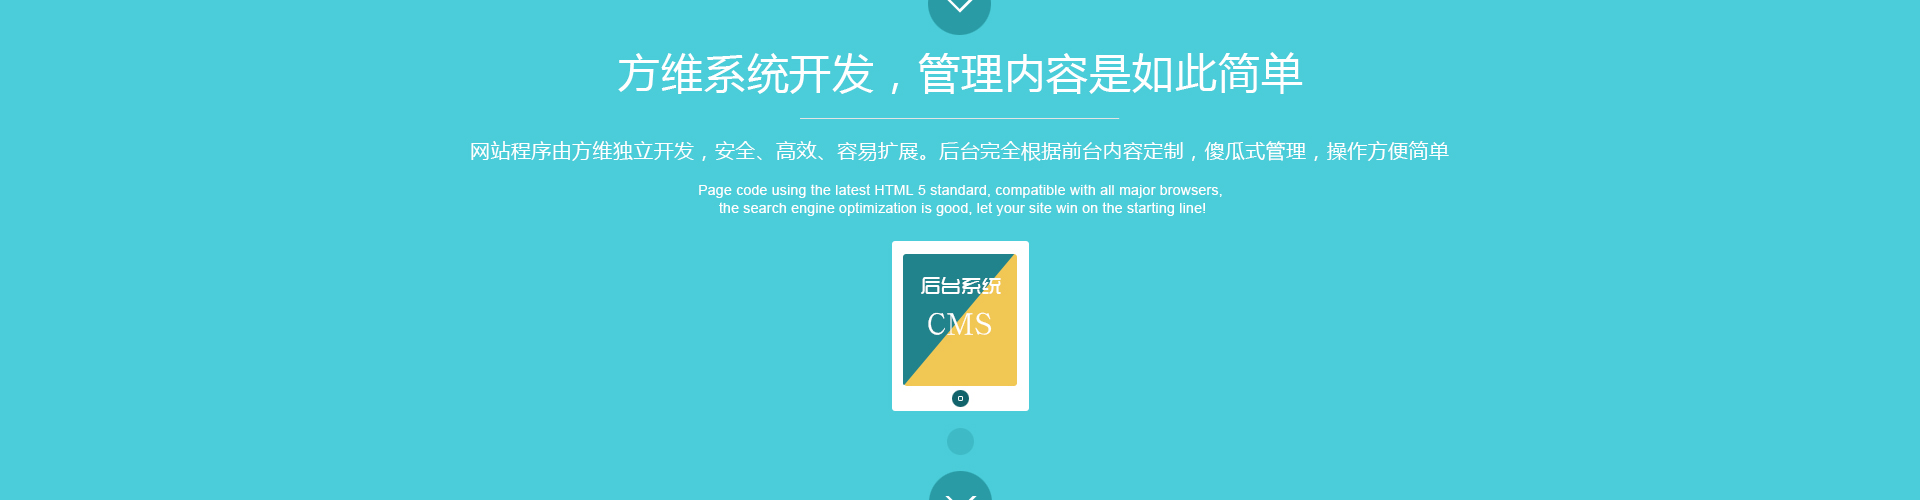 方维系统开发，管理内容是如此简单
网站程序由方维独立开发，安全、高效、容易扩展。后台完全根据前台内容定制，傻瓜式管理，操作方便简单
Page code using the latest HTML 5 standard, compatible with all major browsers,
the search engine optimization is good, let your site win on the starting line!
后台系统
CMS